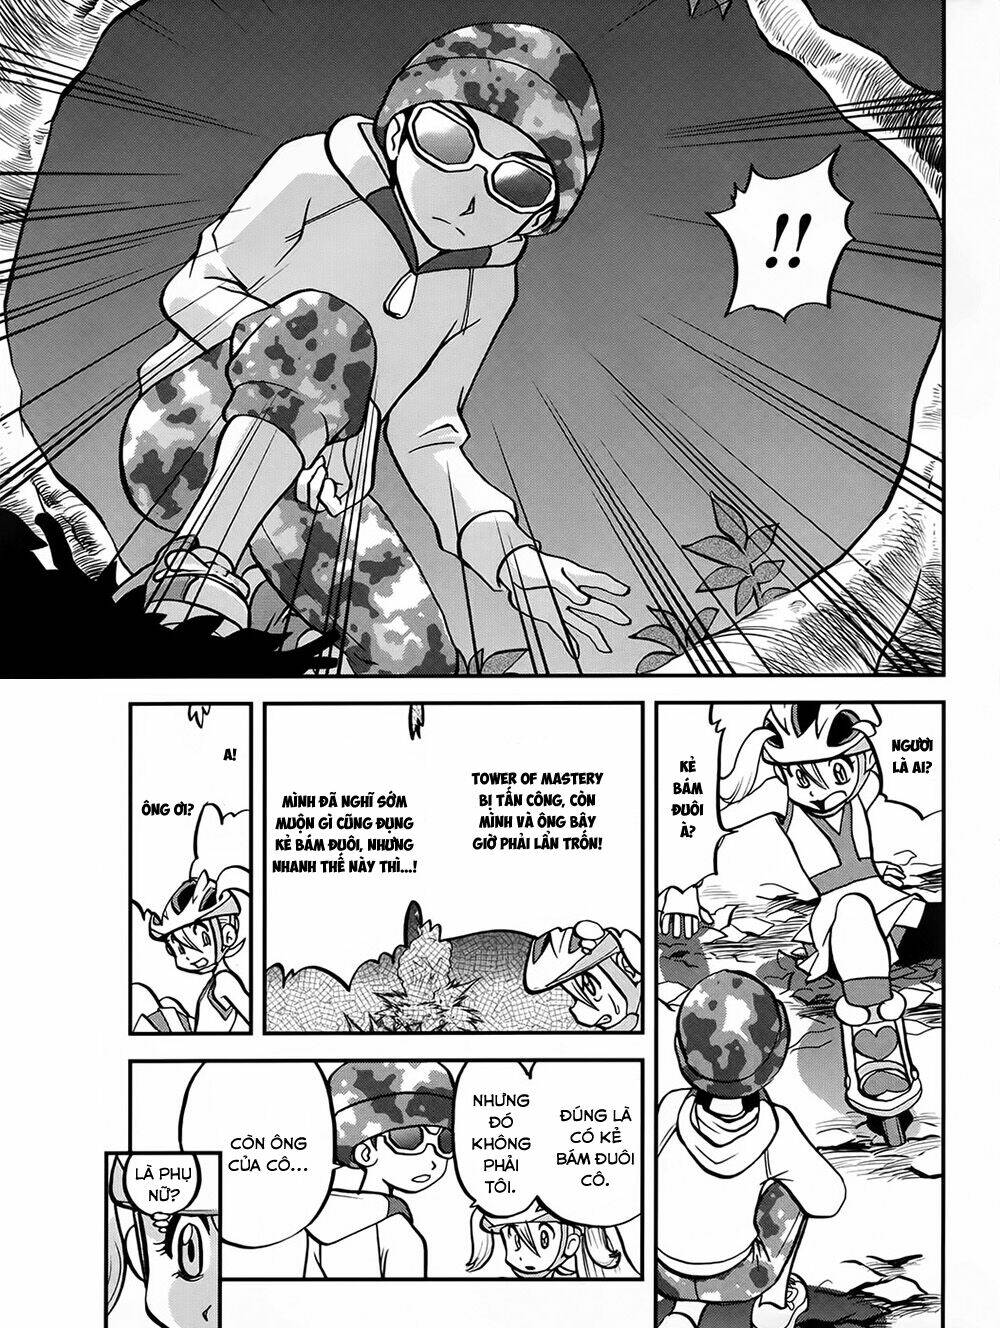 !!
NGƯƠI
LÀ AI?
KẺ
BÁM
ĐUÔI
À?
TOWER OF MASTERY
BỊ TẤN CÔNG, CÒN
MÌNH VÀ ÔNG BÂY
GIỜ PHẢI LẨN TRỐN!
MÌNH ĐÃ NGHĨ SỚM
MUỘN GÌ CŨNG ĐỤNG
KẺ BÁM ĐUÔI, NHƯNG
NHANH THẾ NÀY THÌ...!
A!
ÔNG ƠI?
ĐÚNG LÀ
CÓ KẺ
BÁM ĐUÔI
CÔ.
NHƯNG
ĐÓ
KHÔNG
PHẢI
TÔI.
CÒN ÔNG
CỦA CÔ...
LÀ PHỤ
NỮ?